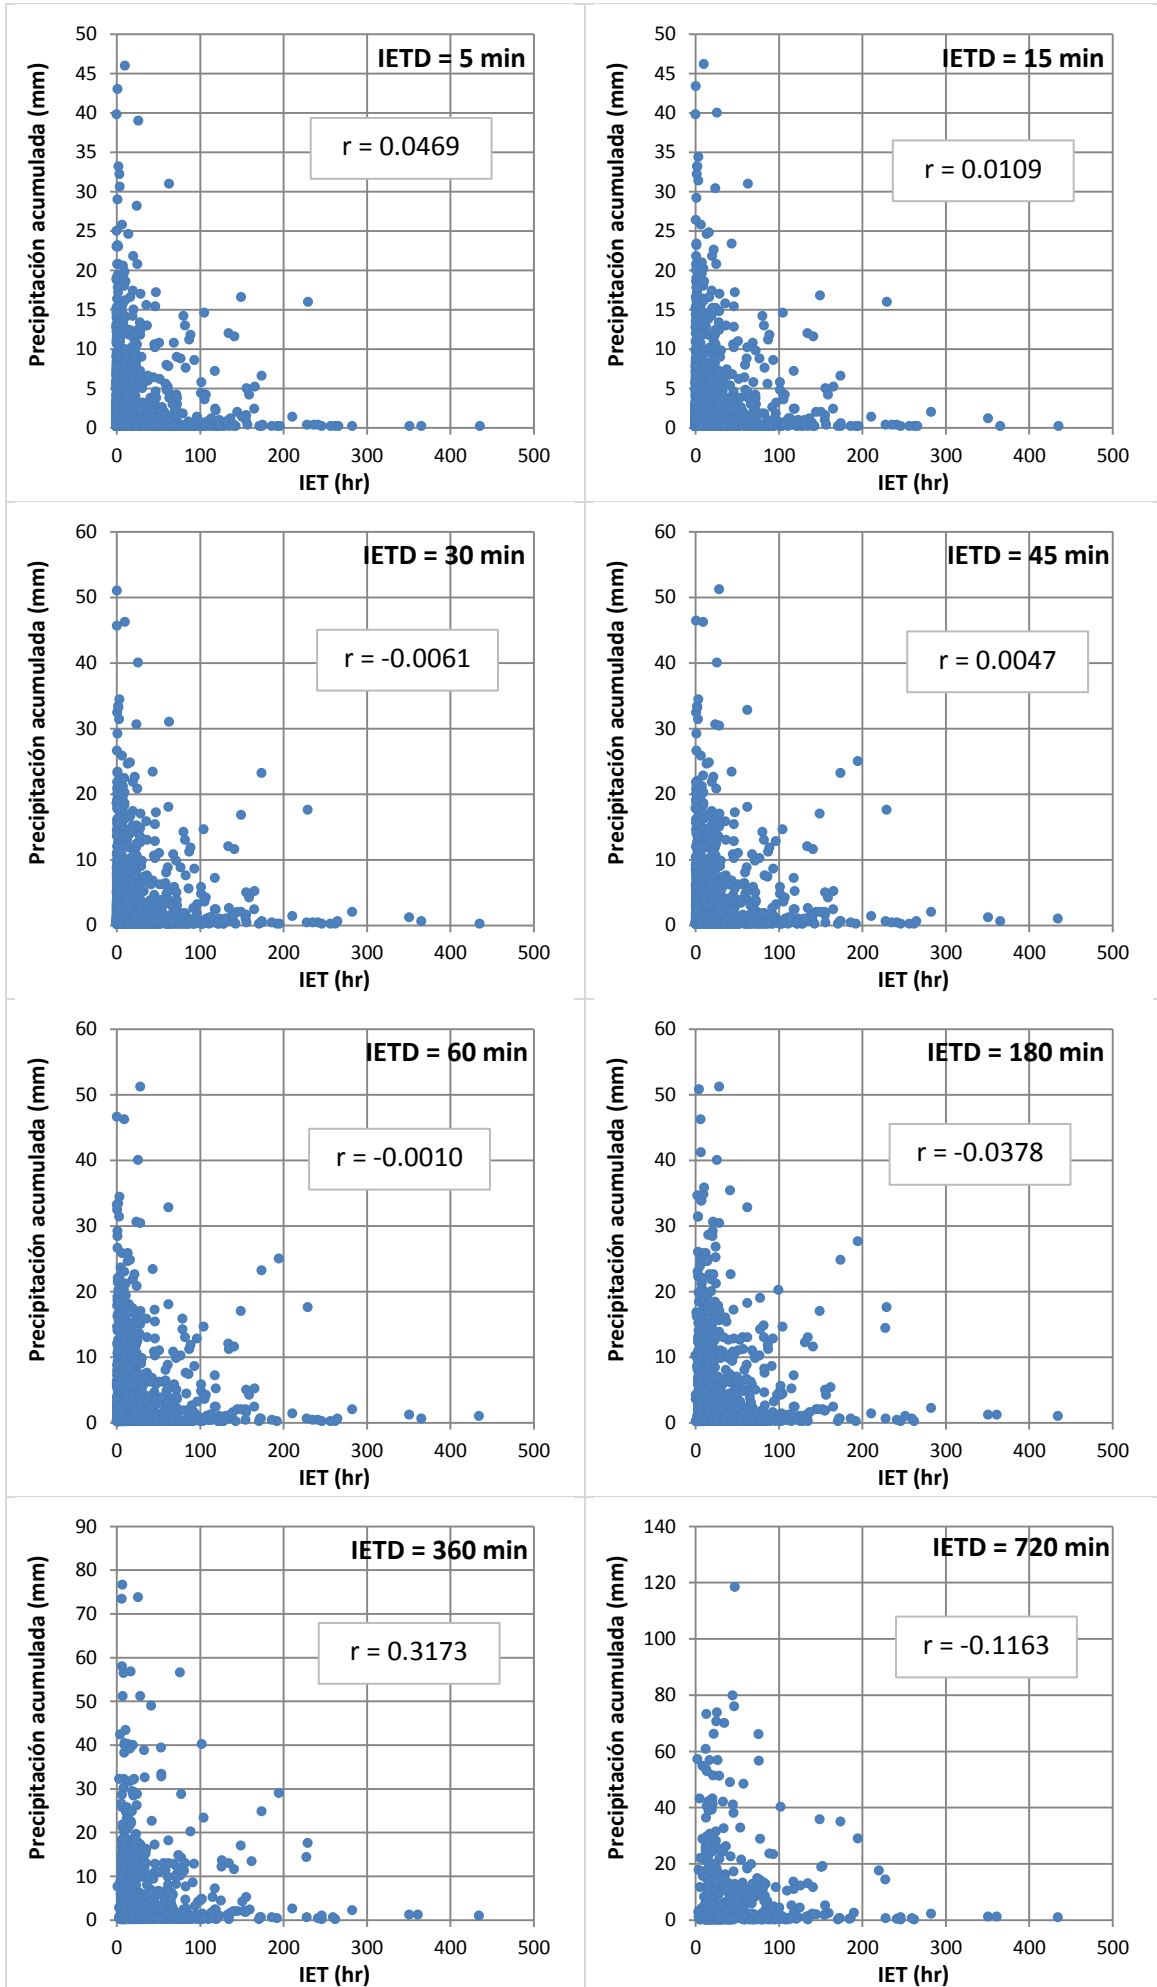 IETD = 5 min
r = 0.0469
Precipitación acumulada (mm)
50
45
40
35
30
25
20
15
10
5
0
0 100 200 300 400 500
IET (hr)
IETD = 15 min
r = 0.0109
Precipitación acumulada (mm)
50
45
40
35
30
25
20
15
10
5
0
0 100 200 300 400 500
IET (hr)
IETD = 30 min
r = -0.0061
Precipitación acumulada (mm)
60
50
40
30
20
10
0
0 100 200 300 400 500
IET (hr)
IETD = 45 min
r = 0.0047
Precipitación acumulada (mm)
60
50
40
30
20
10
0
0 100 200 300 400 500
IET (hr)
IETD = 60 min
r = -0.0010
Precipitación acumulada (mm)
60
50
40
30
20
10
0
0 100 200 300 400 500
IET (hr)
IETD = 180 min
r = -0.0378
Precipitación acumulada (mm)
60
50
40
30
20
10
0
0 100 200 300 400 500
IET (hr)
IETD = 360 min
r = 0.3173
Precipitación acumulada (mm)
90
80
70
60
50
40
30
20
10
0
0 100 200 300 400 500
IET (hr)
IETD = 720 min
r = -0.1163
Precipitación acumulada (mm)
140
120
100
80
60
40
20
0
0 100 200 300 400 500
IET (hr)